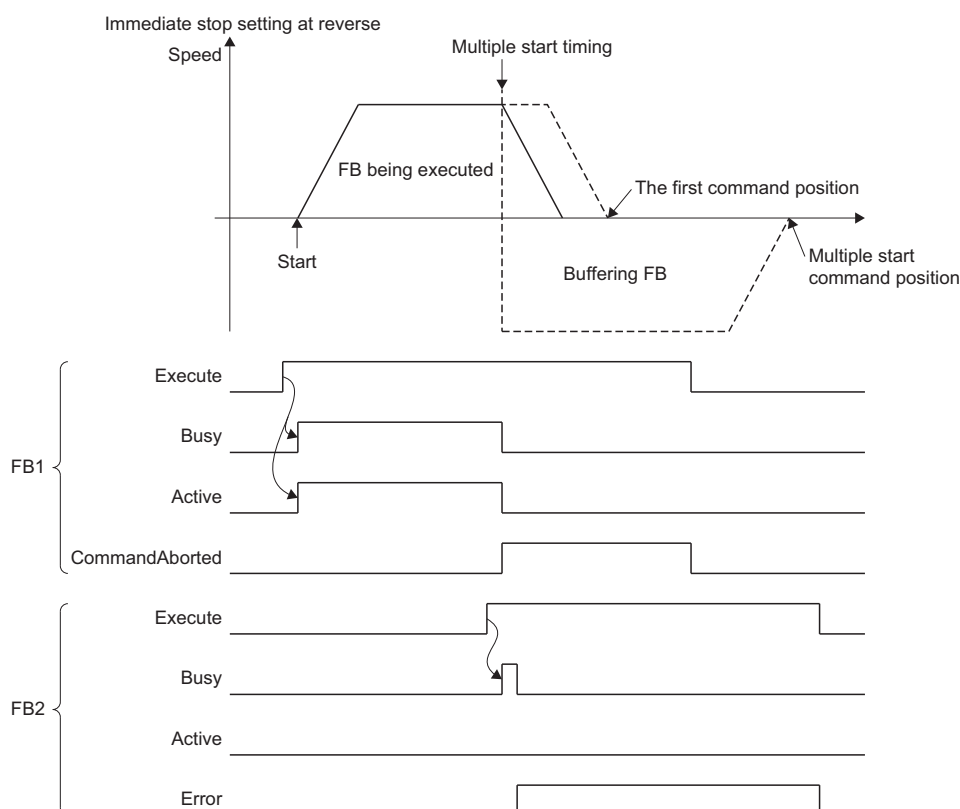 Immediate stop setting at reverse
Speed
Multiple start timing
FB being executed
The first command position
Start
Buffering FB
Multiple start
command position
FB1
Execute
Busy
Active
CommandAborted
FB2
Execute
Busy
Active
Error